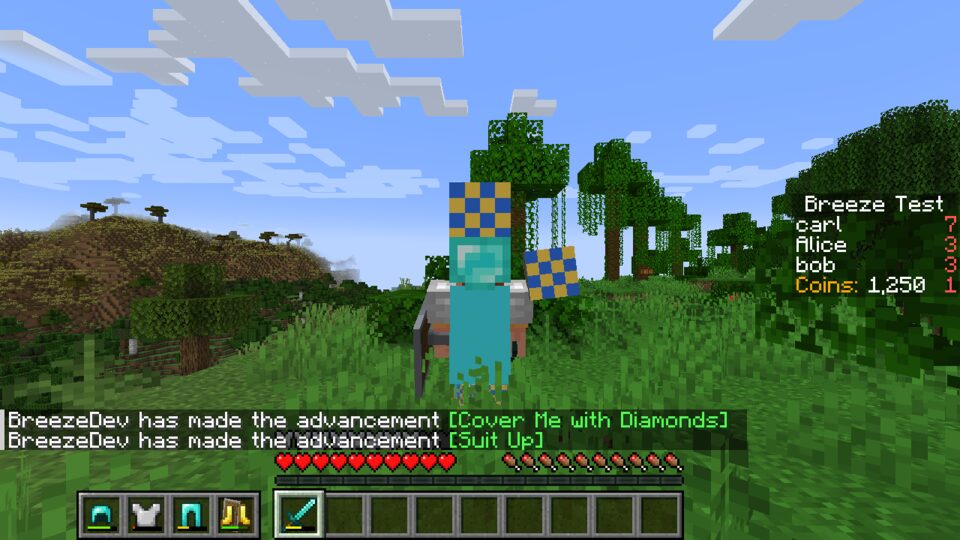 Breeze Test
carl 7
Alice 3
bob 3
Coins: 1,250 1
BreezeDev has made the advancement [Cover Me with Diamonds]
BreezeDev has made the advancement [Suit Up]